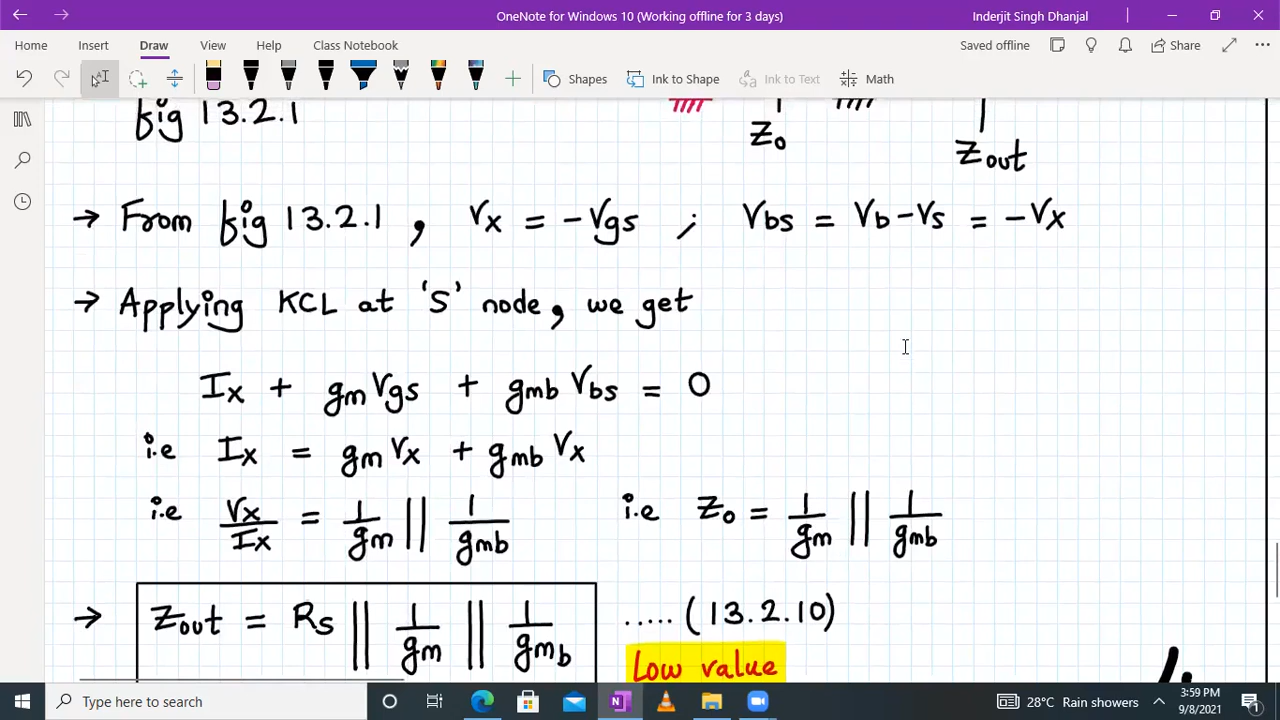 OneNote for Windows 10 (Working offline for 3 days)
Inderjit Singh Dhanjal
Home Insert Draw View Help Class Notebook
Saved offline
Share
Shapes
Ink to Shape
Ink to Text
Math
fig 13.2.1
Zo
Zout
→ From fig 13.2.1, Vx = -Vgs ; Vbs = Vb-Vs = -Vx
→ Applying KCL at 'S' node, we get
Ix + gm Vgs + gmb Vbs = 0
i.e Ix = gm Vx + gmb Vx
i.e Vx/Ix = 1/gm || 1/gmb i.e Zo = 1/gm || 1/gmb
→ Zout = Rs || 1/gm || 1/gmb ..... (13.2.10)
Low value
Type here to search
28°C Rain showers
3:59 PM
9/8/2021